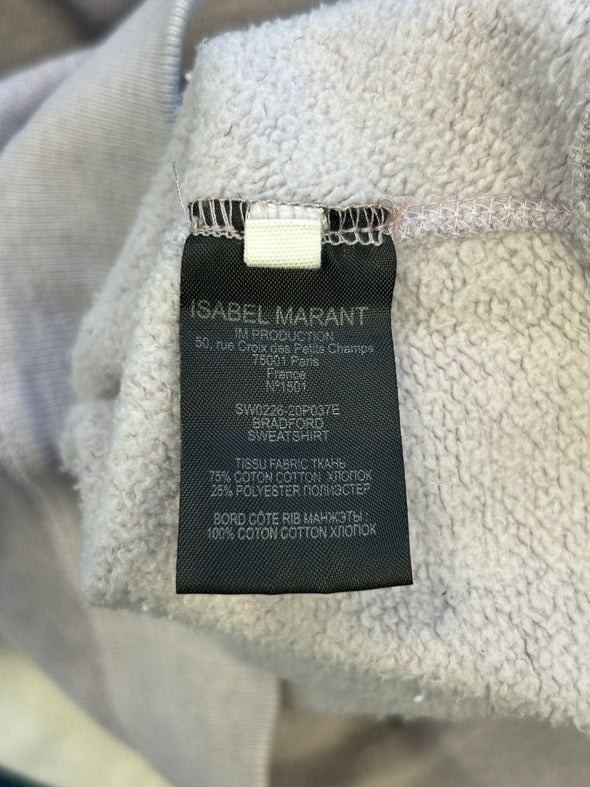 ISABEL MARANT
IM PRODUCTION
50, rue Croix des Petits Champs
75001 Paris
France
N°1501
SW0226-20P037E
BRADFORD
SWEATSHIRT
TISSU FABRIC ТКАНЬ
75% COTON COTTON ХЛОПОК
25% POLYESTER ПОЛИЭСТЕР
BORD CÔTE RIB МАНЖЭТЫ :
100% COTON COTTON ХЛОПОК